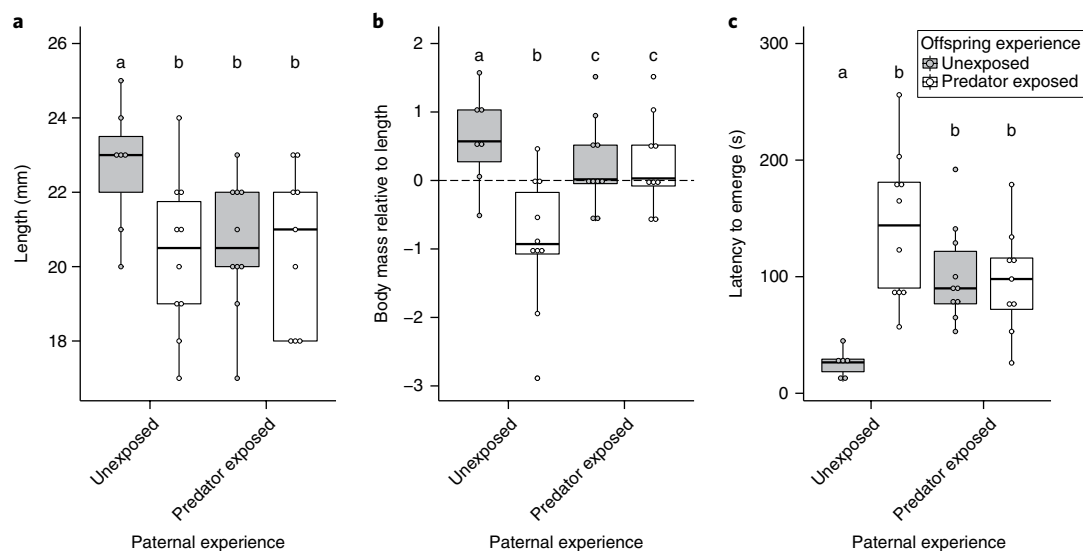 a
26
24
22
20
18
Length (mm)
a
b
b
b
Unexposed
Predator exposed
Paternal experience
b
2
1
0
−1
−2
−3
Body mass relative to length
a
b
c
c
Unexposed
Predator exposed
Paternal experience
c
300
200
100
0
Latency to emerge (s)
a
b
b
b
Offspring experience
Unexposed
Predator exposed
Unexposed
Predator exposed
Paternal experience